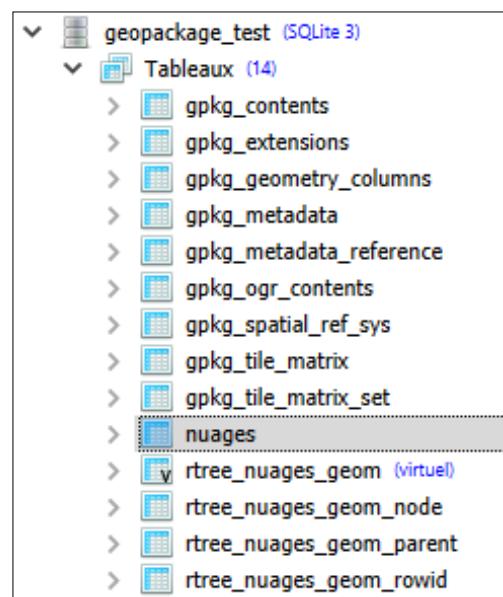 geopackage_test (SQLite 3)
Tableaux (14)
gpkg_contents
gpkg_extensions
gpkg_geometry_columns
gpkg_metadata
gpkg_metadata_reference
gpkg_ogr_contents
gpkg_spatial_ref_sys
gpkg_tile_matrix
gpkg_tile_matrix_set
nuages
rtree_nuages_geom (virtuel)
rtree_nuages_geom_node
rtree_nuages_geom_parent
rtree_nuages_geom_rowid